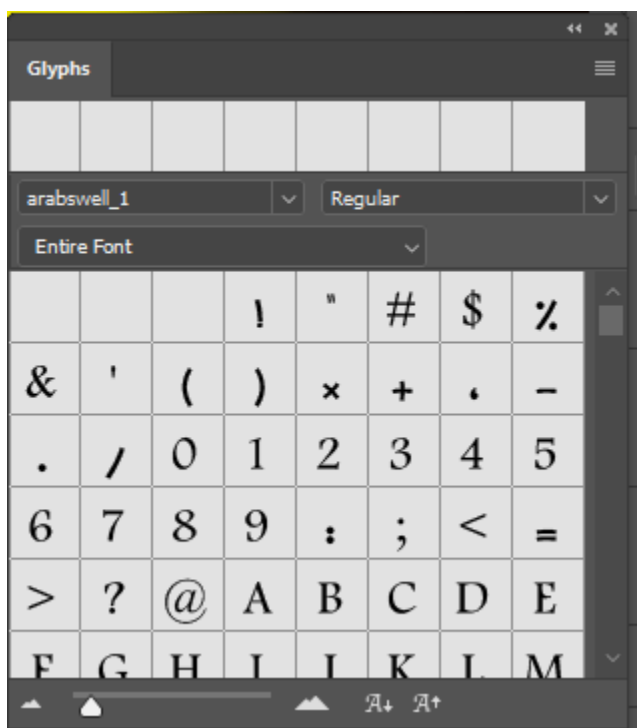 Glyphs
arabswell_1 Regular
Entire Font
! " # $ ٪
& ' ( ) × + ، −
. / 0 1 2 3 4 5
6 7 8 9 : ; < =
> ? @ A B C D E
F G H I J K L M